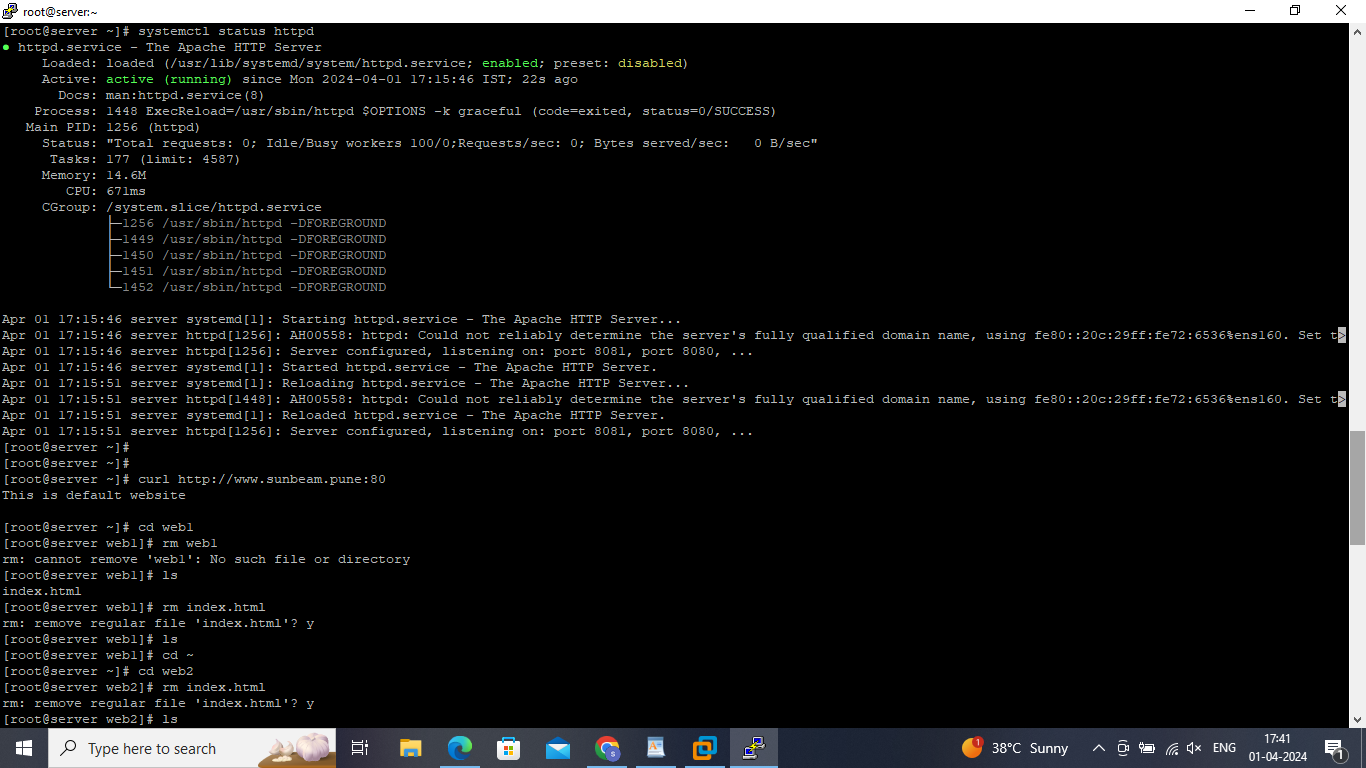 root@server:~
[root@server ~]# systemctl status httpd
● httpd.service - The Apache HTTP Server
Loaded: loaded (/usr/lib/systemd/system/httpd.service; enabled; preset: disabled)
Active: active (running) since Mon 2024-04-01 17:15:46 IST; 22s ago
Docs: man:httpd.service(8)
Process: 1448 ExecReload=/usr/sbin/httpd $OPTIONS -k graceful (code=exited, status=0/SUCCESS)
Main PID: 1256 (httpd)
Status: "Total requests: 0; Idle/Busy workers 100/0;Requests/sec: 0; Bytes served/sec:   0 B/sec"
Tasks: 177 (limit: 4587)
Memory: 14.6M
CPU: 671ms
CGroup: /system.slice/httpd.service
├─1256 /usr/sbin/httpd -DFOREGROUND
├─1449 /usr/sbin/httpd -DFOREGROUND
├─1450 /usr/sbin/httpd -DFOREGROUND
├─1451 /usr/sbin/httpd -DFOREGROUND
└─1452 /usr/sbin/httpd -DFOREGROUND
Apr 01 17:15:46 server systemd[1]: Starting httpd.service - The Apache HTTP Server...
Apr 01 17:15:46 server httpd[1256]: AH00558: httpd: Could not reliably determine the server's fully qualified domain name, using fe80::20c:29ff:fe72:6536%ens160. Set t>
Apr 01 17:15:46 server httpd[1256]: Server configured, listening on: port 8081, port 8080, ...
Apr 01 17:15:46 server systemd[1]: Started httpd.service - The Apache HTTP Server.
Apr 01 17:15:51 server systemd[1]: Reloading httpd.service - The Apache HTTP Server...
Apr 01 17:15:51 server httpd[1448]: AH00558: httpd: Could not reliably determine the server's fully qualified domain name, using fe80::20c:29ff:fe72:6536%ens160. Set t>
Apr 01 17:15:51 server systemd[1]: Reloaded httpd.service - The Apache HTTP Server.
Apr 01 17:15:51 server httpd[1256]: Server configured, listening on: port 8081, port 8080, ...
[root@server ~]#
[root@server ~]#
[root@server ~]# curl http://www.sunbeam.pune:80
This is default website
[root@server ~]# cd web1
[root@server web1]# rm web1
rm: cannot remove 'web1': No such file or directory
[root@server web1]# ls
index.html
[root@server web1]# rm index.html
rm: remove regular file 'index.html'? y
[root@server web1]# ls
[root@server web1]# cd ~
[root@server ~]# cd web2
[root@server web2]# rm index.html
rm: remove regular file 'index.html'? y
[root@server web2]# ls
Type here to search
1
38°C Sunny
ENG
17:41
01-04-2024
1